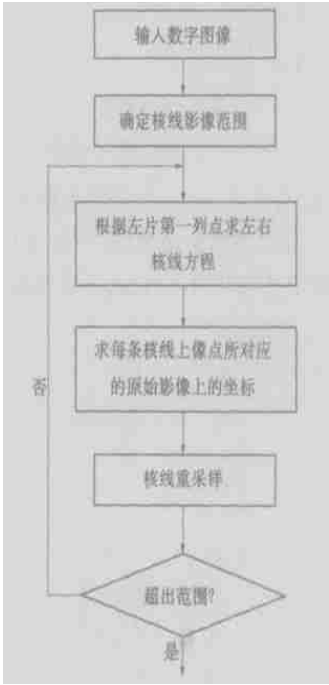 输入数字图像
确定核线影像范围
根据左片第一列点求左右
核线方程
求每条核线上像点所对应
的原始影像上的坐标
否
核线重采样
超出范围?
是